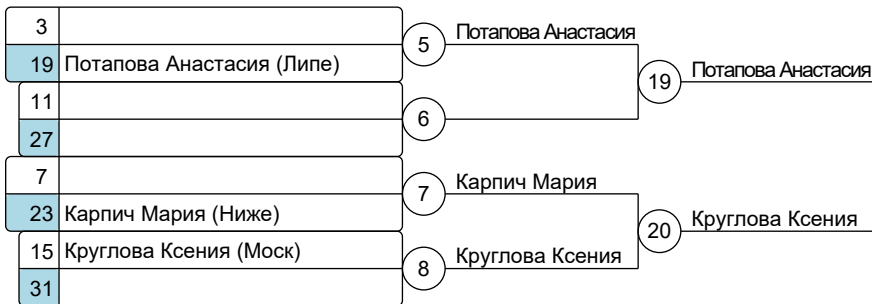 3
5 Потапова Анастасия
19 Потапова Анастасия (Липе)
19 Потапова Анастасия
11
6
27
7
7 Карпич Мария
23 Карпич Мария (Ниже)
20 Круглова Ксения
15 Круглова Ксения (Моск)
8 Круглова Ксения
31